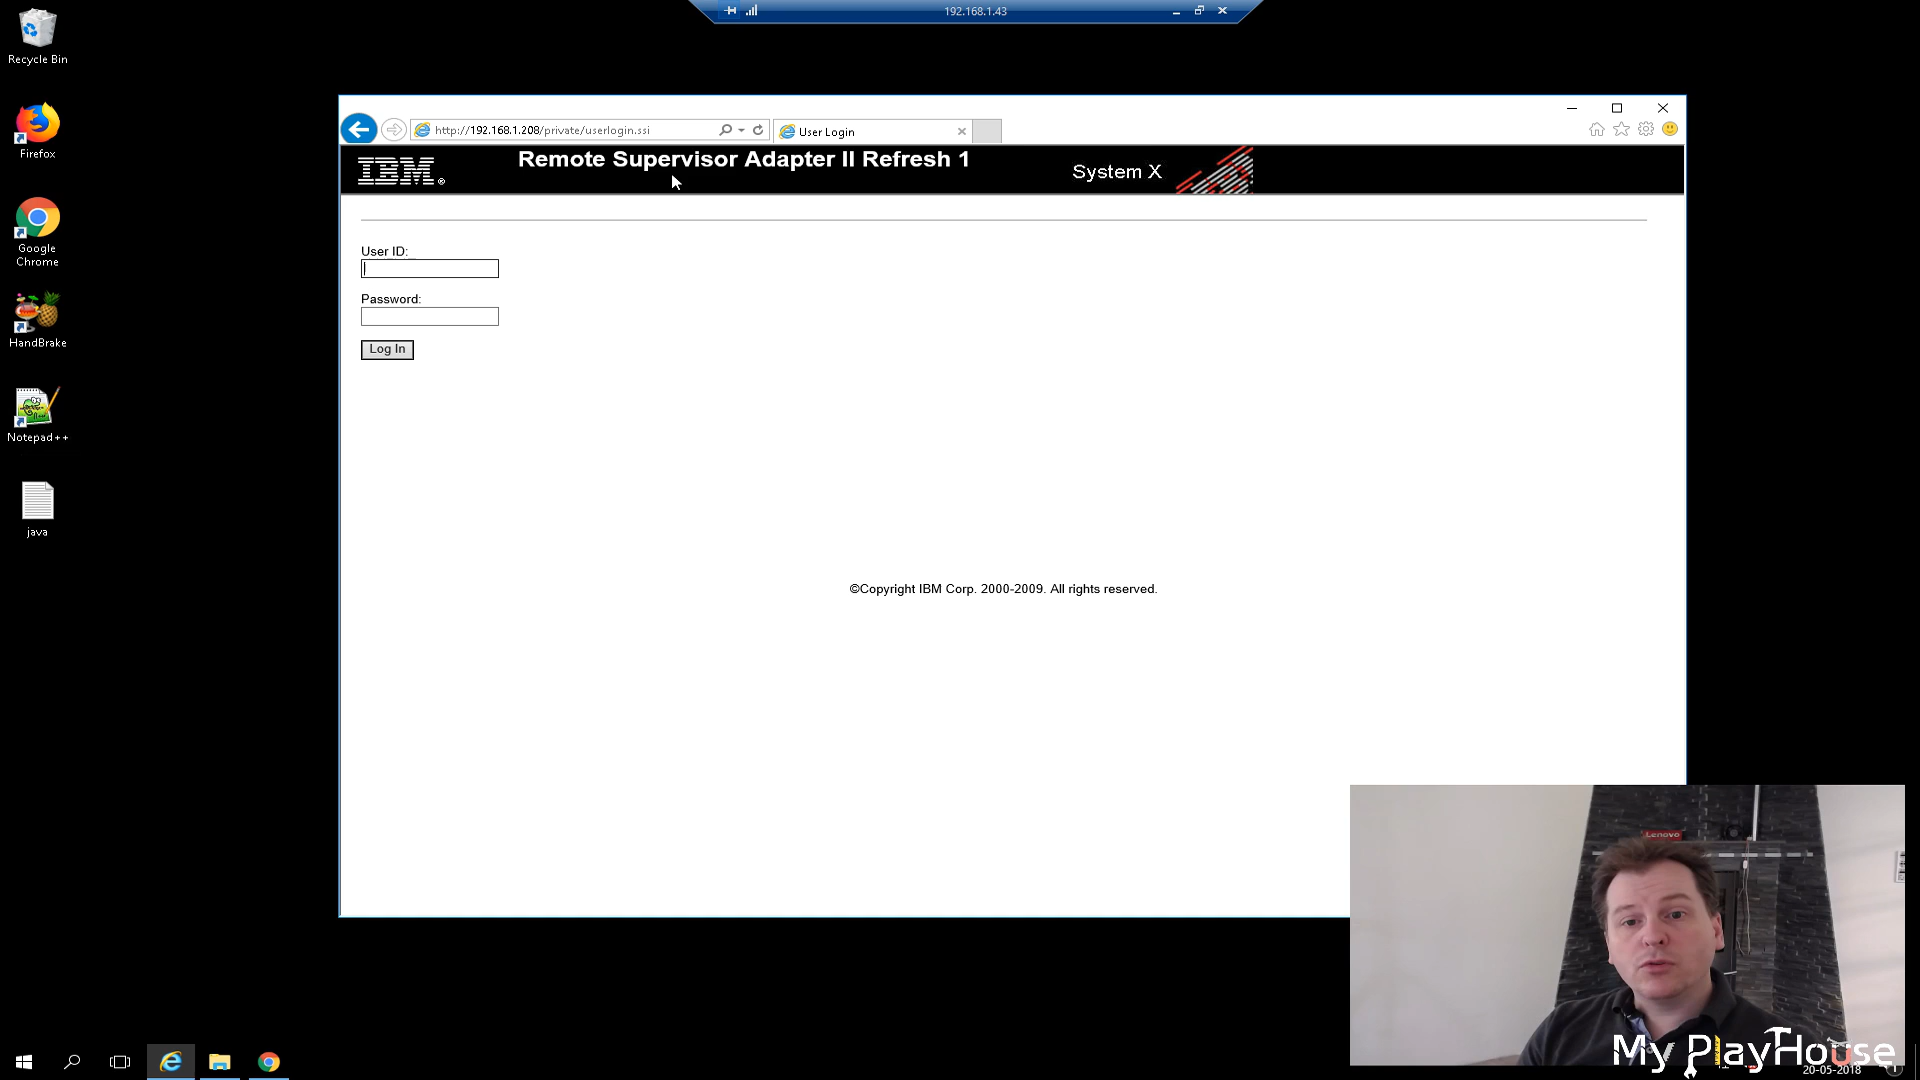 192.168.1.43
Recycle Bin
Firefox
Google
Chrome
HandBrake
Notepad++
java
http://192.168.1.208/private/userlogin.ssi
User Login
IBM®
Remote Supervisor Adapter II Refresh 1
System X
User ID:
Password:
Log In
©Copyright IBM Corp. 2000-2009. All rights reserved.
Lenovo
My PlayHouse
20-05-2018